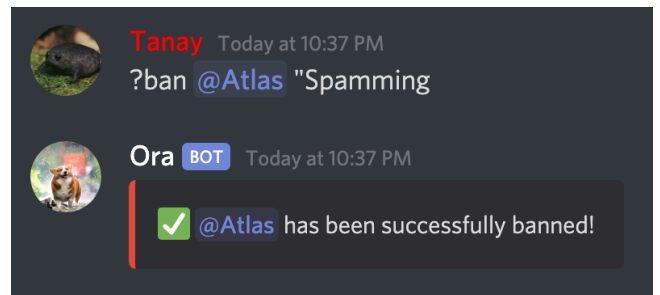 Tanay Today at 10:37 PM
?ban @Atlas "Spamming
Ora BOT Today at 10:37 PM
@Atlas has been successfully banned!